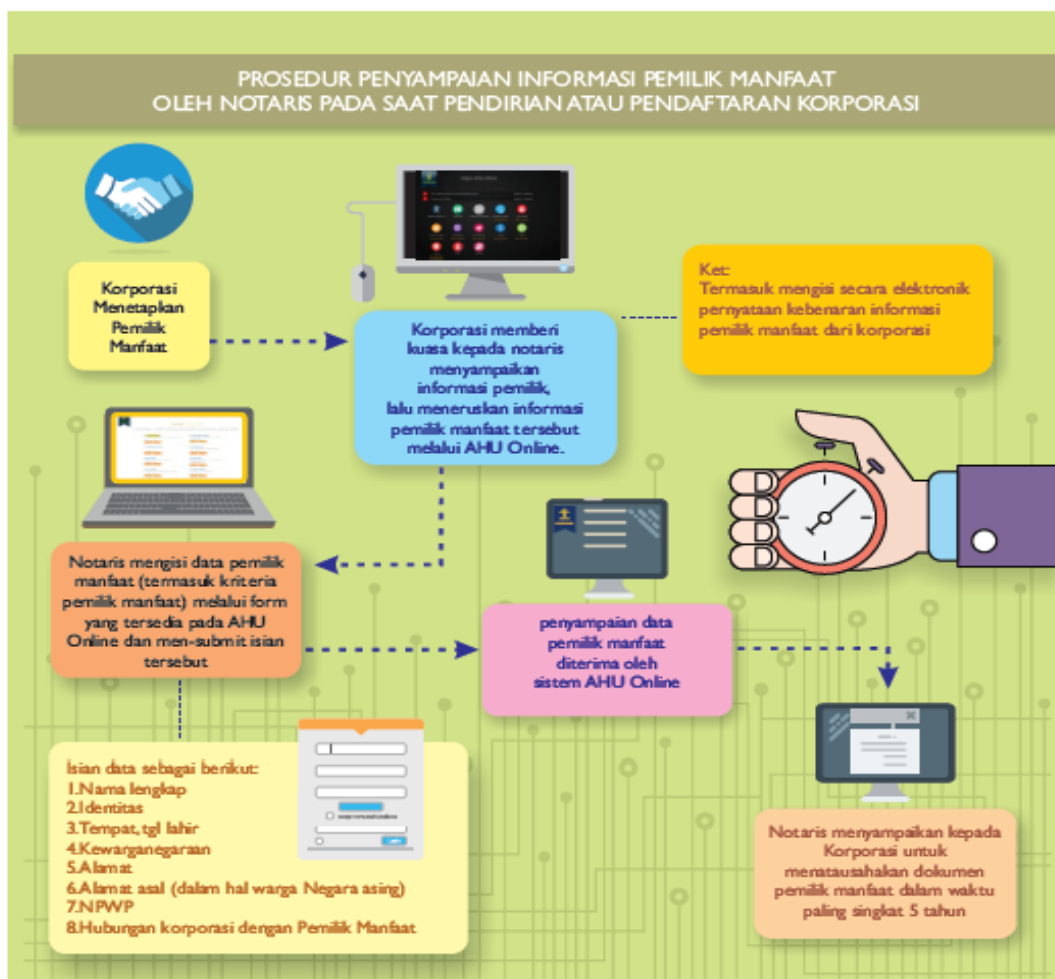 PROSEDUR PENYAMPAIAN INFORMASI PEMILIK MANFAAT
OLEH NOTARIS PADA SAAT PENDIRIAN ATAU PENDAFTARAN KORPORASI
Korporasi
Menetapkan
Pemilik
Manfaat
Korporasi memberi
kuasa kepada notaris
menyampaikan
informasi pemilik,
lalu meneruskan informasi
pemilik manfaat tersebut
melalui AHU Online.
Ket:
Termasuk mengisi secara elektronik
pernyataan kebenaran informasi
pemilik manfaat dari korporasi
Notaris mengisi data pemilik
manfaat (termasuk kriteria
pemilik manfaat) melalui form
yang tersedia pada AHU
Online dan men-submit isian
tersebut
penyampaian data
pemilik manfaat
diterima oleh
sistem AHU Online
Isian data sebagai berikut:
1.Nama lengkap
2.Identitas
3.Tempat, tgl lahir
4.Kewarganegaraan
5.Alamat
6.Alamat asal (dalam hal warga Negara asing)
7.NPWP
8.Hubungan korporasi dengan Pemilik Manfaat
Notaris menyampaikan kepada
Korporasi untuk
menatausahakan dokumen
pemilik manfaat dalam waktu
paling singkat 5 tahun